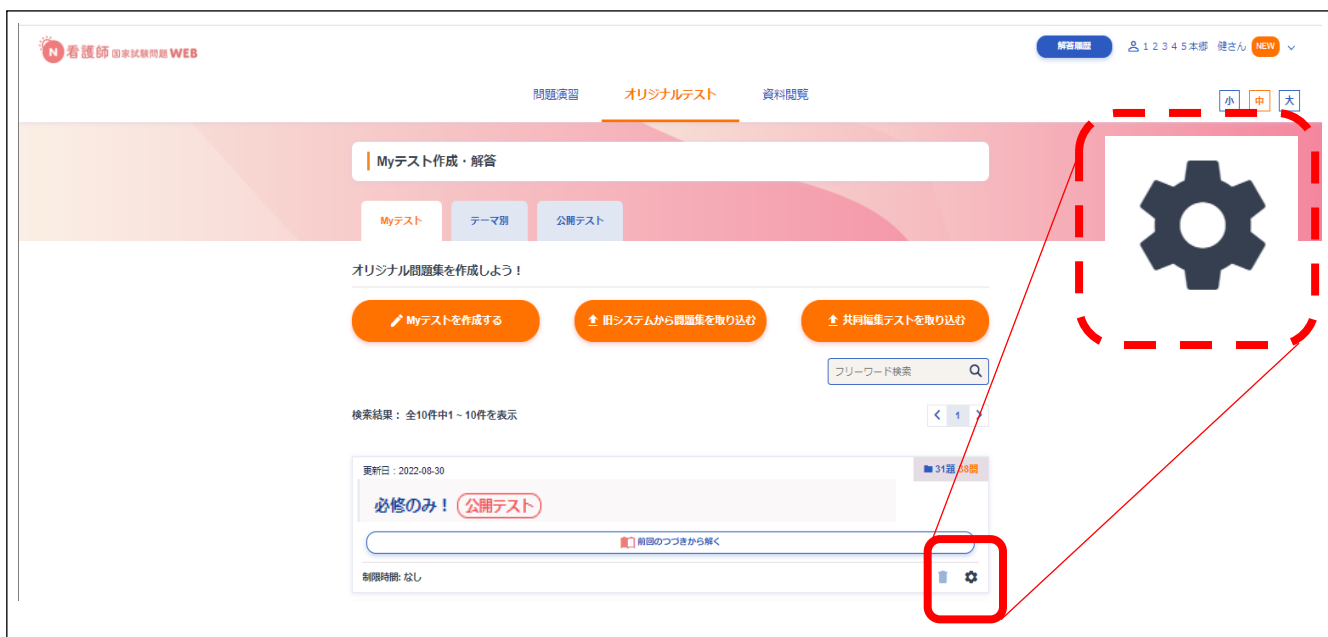 N 看護師 国家試験問題 WEB
解答履歴 12345本郷 健さん NEW
問題演習 オリジナルテスト 資料閲覧
小 中 大
Myテスト作成・解答
Myテスト テーマ別 公開テスト
オリジナル問題集を作成しよう!
Myテストを作成する 旧システムから問題集を取り込む 共同編集テストを取り込む
フリーワード検索
検索結果: 全10件中1~10件を表示
1
更新日:2022-08-30 31題 38問
必修のみ! 公開テスト
前回のつづきから解く
制限時間: なし